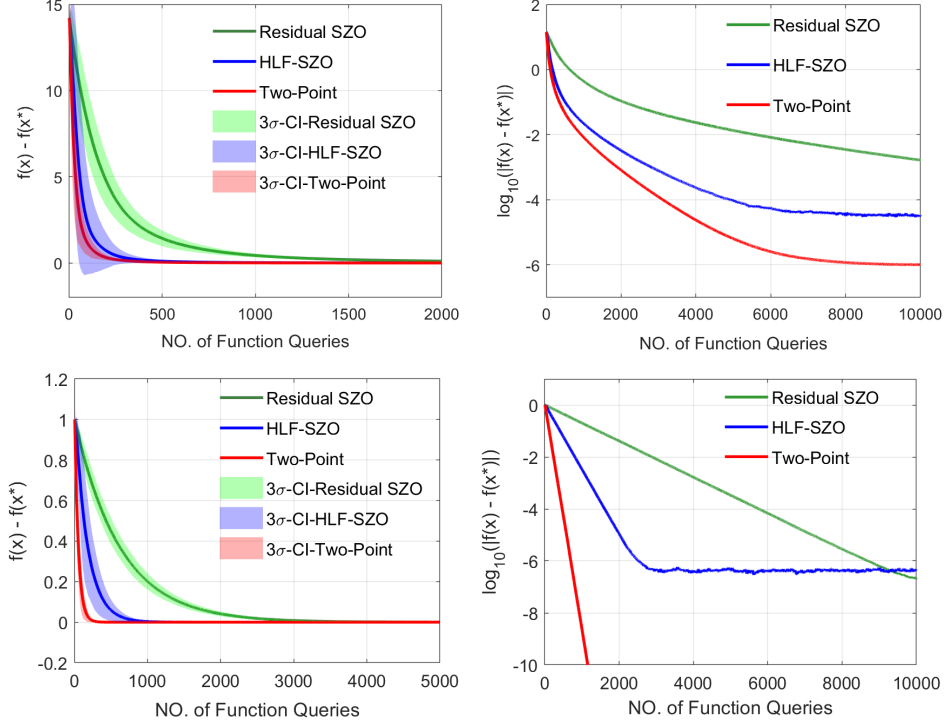 15
10
5
0
f(x) - f(x*)
Residual SZO
HLF-SZO
Two-Point
3σ-CI-Residual SZO
3σ-CI-HLF-SZO
3σ-CI-Two-Point
0 500 1000 1500 2000
NO. of Function Queries
2
0
-2
-4
-6
log10(|f(x) - f(x*)|)
Residual SZO
HLF-SZO
Two-Point
0 2000 4000 6000 8000 10000
NO. of Function Queries
1.2
1
0.8
0.6
0.4
0.2
0
-0.2
f(x) - f(x*)
Residual SZO
HLF-SZO
Two-Point
3σ-CI-Residual SZO
3σ-CI-HLF-SZO
3σ-CI-Two-Point
0 1000 2000 3000 4000 5000
NO. of Function Queries
0
-2
-4
-6
-8
-10
log10(|f(x) - f(x*)|)
Residual SZO
HLF-SZO
Two-Point
0 2000 4000 6000 8000 10000
NO. of Function Queries